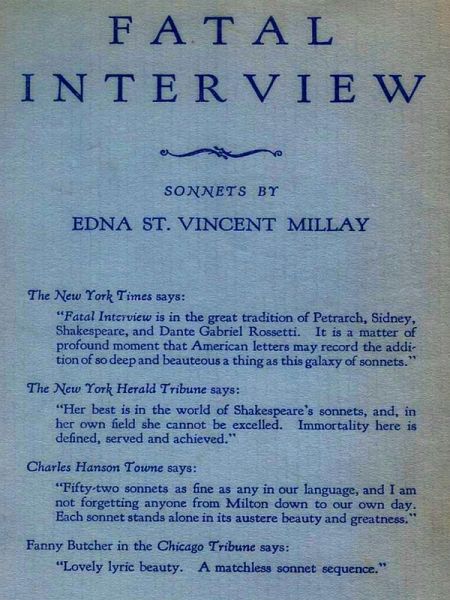 FATAL
INTERVIEW
SONNETS BY
EDNA ST. VINCENT MILLAY
The New York Times says:
"Fatal Interview is in the great tradition of Petrarch, Sidney,
Shakespeare, and Dante Gabriel Rossetti. It is a matter of
profound moment that American letters may record the addi-
tion of so deep and beauteous a thing as this galaxy of sonnets."
The New York Herald Tribune says:
"Her best is in the world of Shakespeare's sonnets, and, in
her own field she cannot be excelled. Immortality here is
defined, served and achieved."
Charles Hanson Towne says:
"Fifty-two sonnets as fine as any in our language, and I am
not forgetting anyone from Milton down to our own day.
Each sonnet stands alone in its austere beauty and greatness."
Fanny Butcher in the Chicago Tribune says:
"Lovely lyric beauty. A matchless sonnet sequence."